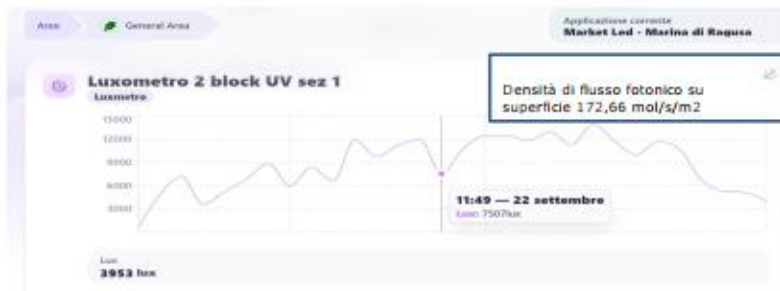 Area General Area
Applicazione corrente
Market Led - Marina di Ragusa
Luxometro 2 block UV sez 1
Luxmetro
Densità di flusso fotonico su
superficie 172,66 mol/s/m2
15000
12000
9000
6000
3000
11:49 — 22 settembre
Luxe: 7507lux
Lux
3953 lux